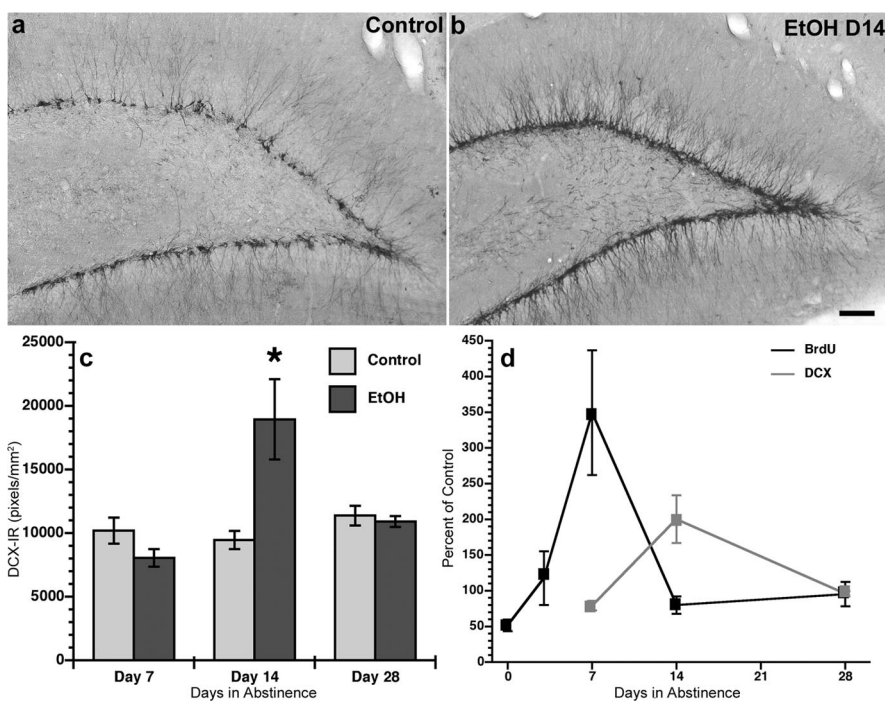 a
Control
b
EtOH D14
c
*
Control
EtOH
25000
20000
15000
10000
5000
0
DCX-IR (pixels/mm²)
Day 7
Day 14
Day 28
Days in Abstinence
d
BrdU
DCX
450
400
350
300
250
200
150
100
50
0
Percent of Control
0
7
14
21
28
Days in Abstinence